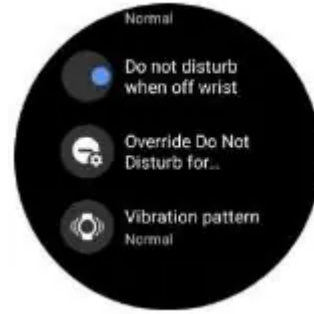 Normal
Do not disturb
when off wrist
Override Do Not
Disturb for...
Vibration pattern
Normal